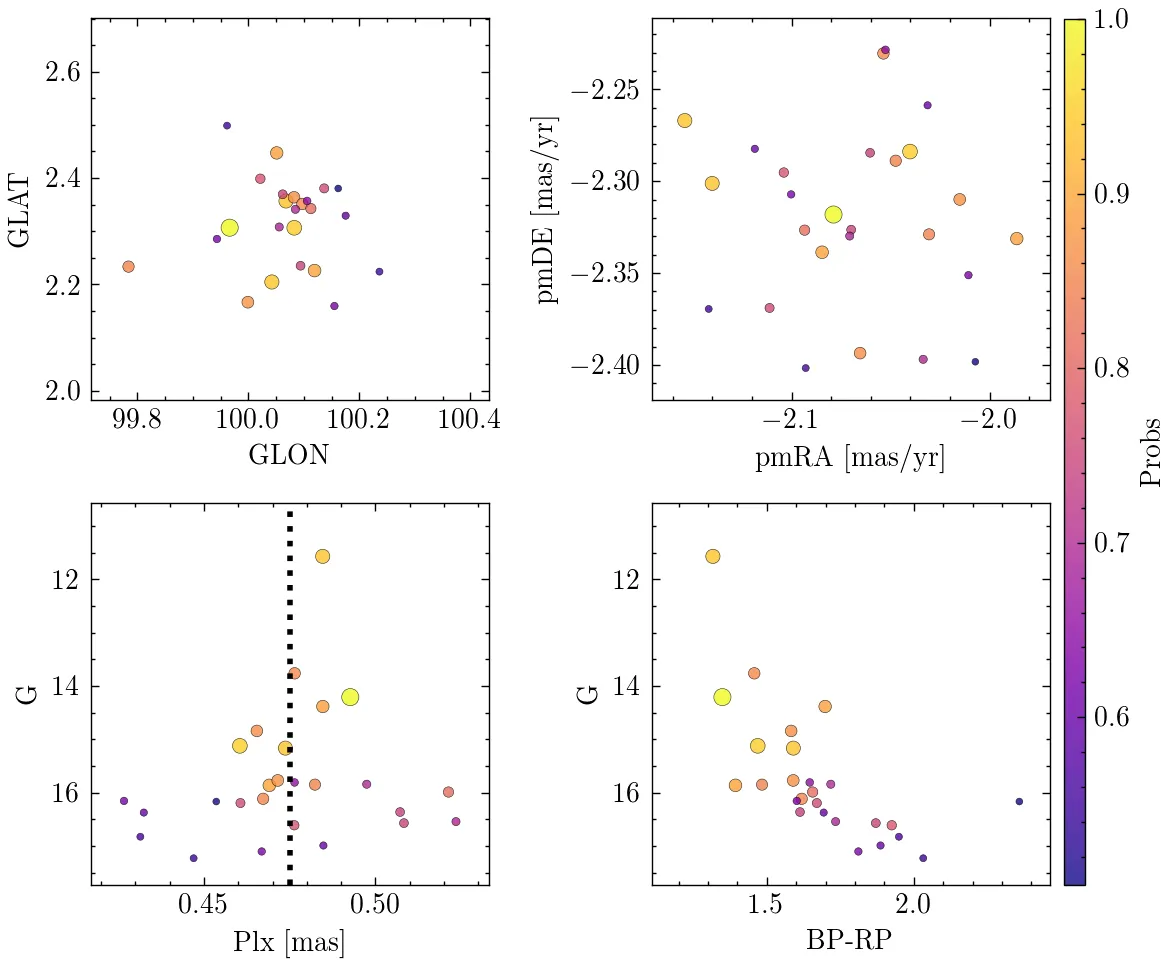 2.6
2.4
2.2
2.0
GLAT
99.8 100.0 100.2 100.4
GLON
−2.25
−2.30
−2.35
−2.40
pmDE [mas/yr]
−2.1 −2.0
pmRA [mas/yr]
1.0
0.9
0.8
0.7
0.6
Probs
12
14
16
G
0.45 0.50
Plx [mas]
12
14
16
G
1.5 2.0
BP-RP